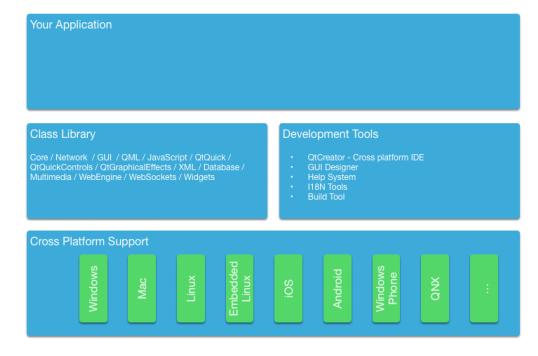 Your Application
Class Library
Core / Network / GUI / QML / JavaScript / QtQuick /
QtQuickControls / QtGraphicalEffects / XML / Database /
Multimedia / WebEngine / WebSockets / Widgets
Development Tools
• QtCreator - Cross platform IDE
• GUI Designer
• Help System
• I18N Tools
• Build Tool
Cross Platform Support
Windows
Mac
Linux
Embedded
Linux
iOS
Android
Windows
Phone
QNX
...